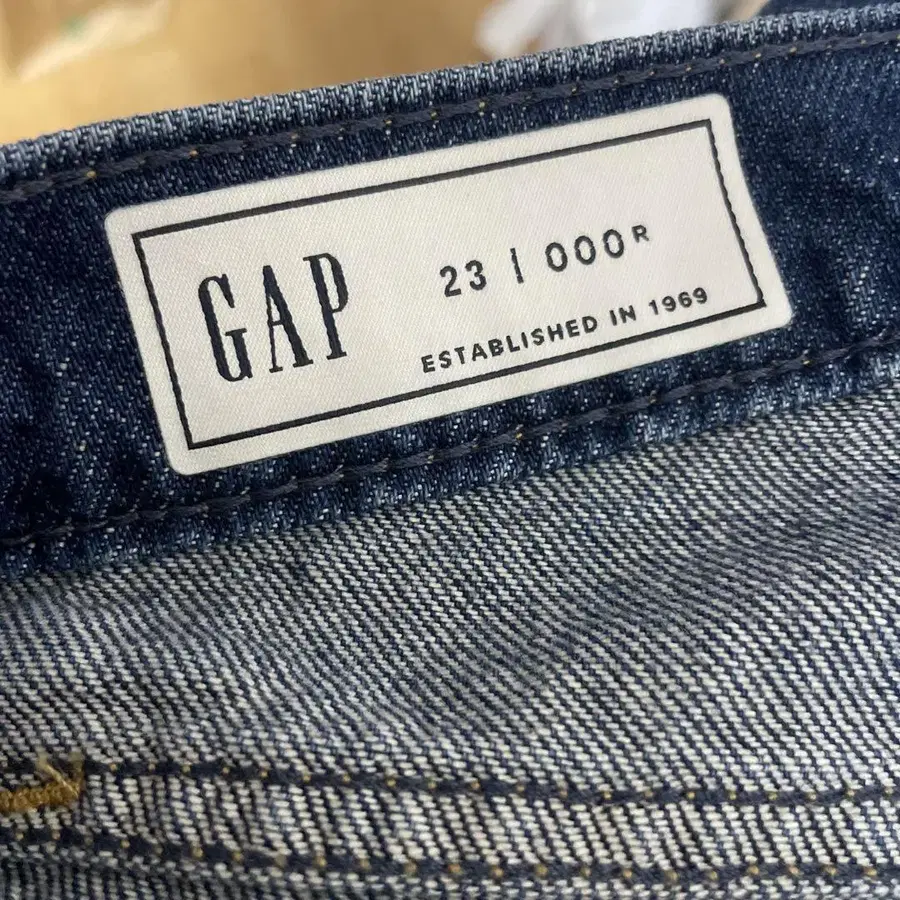 GAP
23 | 000R
ESTABLISHED IN 1969